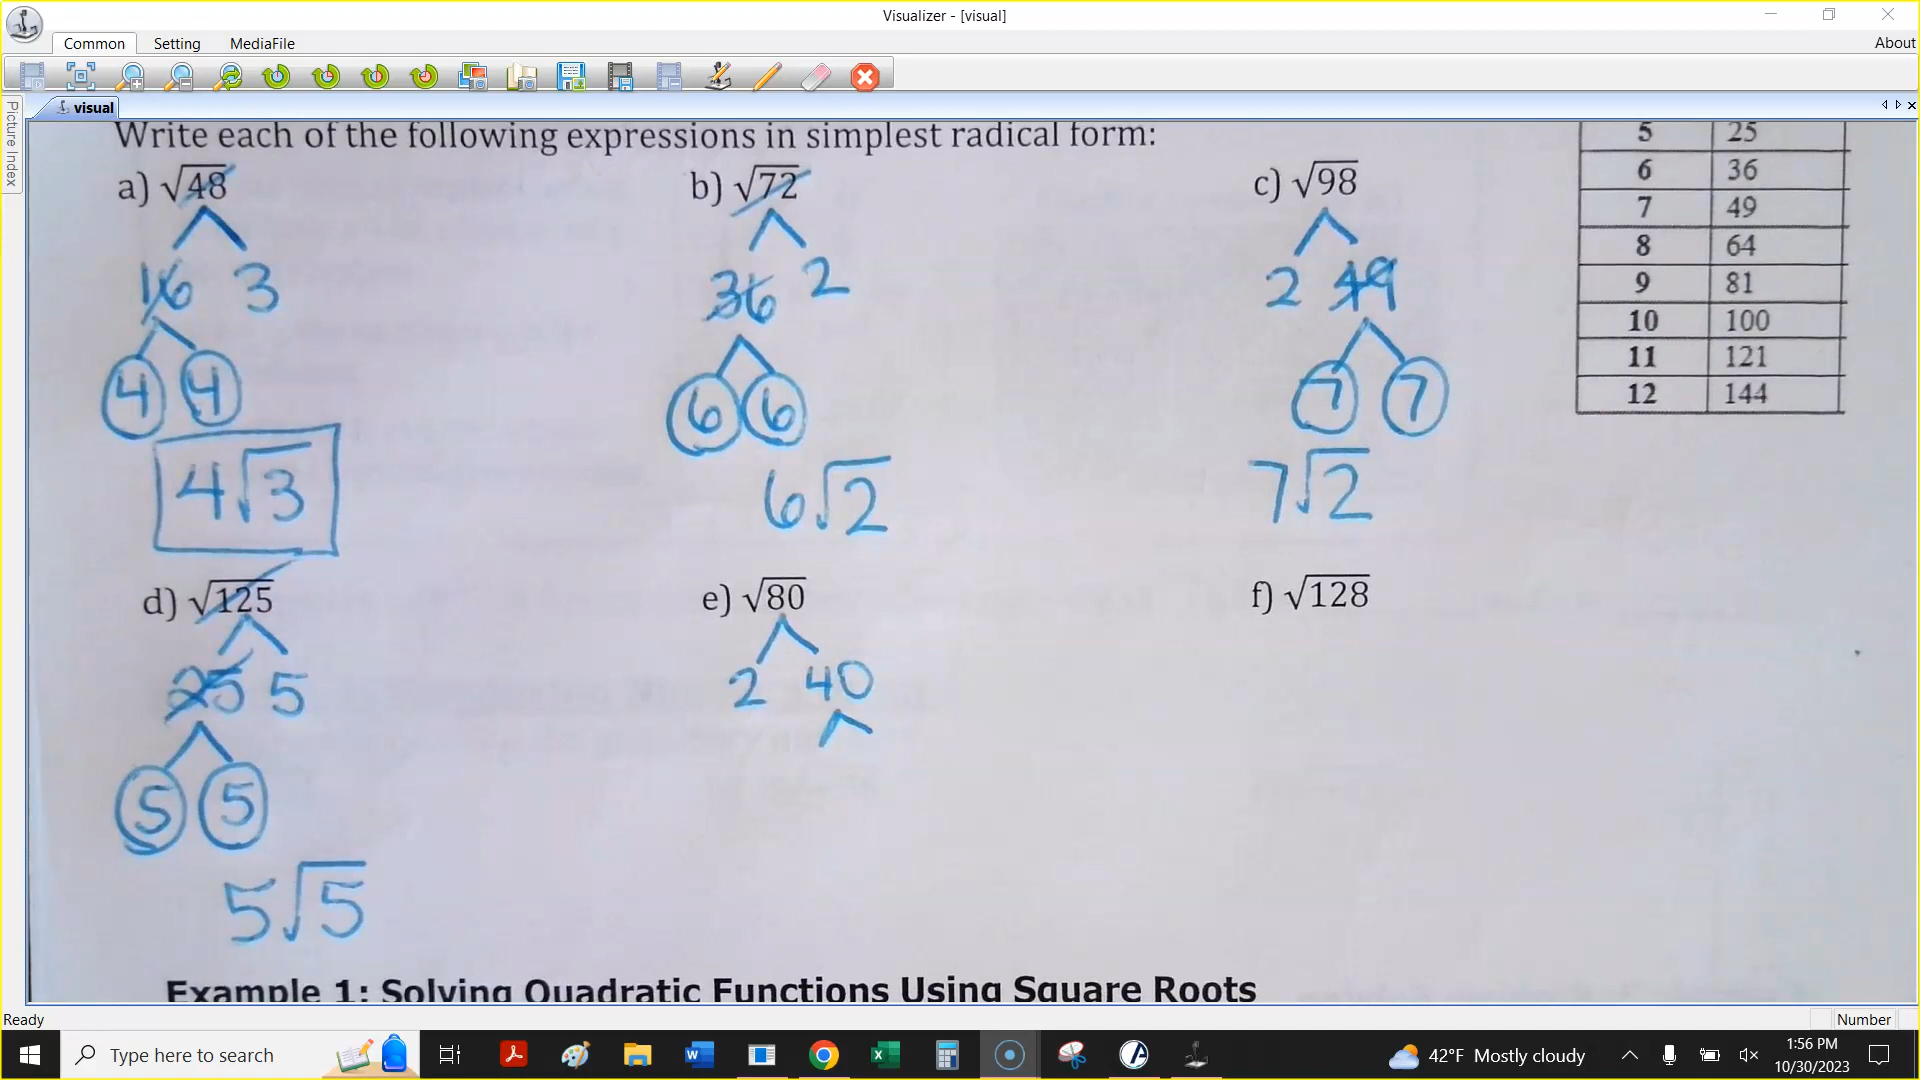 Visualizer - [visual]
Common Setting MediaFile About
visual
Picture Index
Write each of the following expressions in simplest radical form:
a) √48 b) √72 c) √98
16 3 36 2 2 49
4 4 6 6 7 7
4√3 6√2 7√2
5 25
6 36
7 49
8 64
9 81
10 100
11 121
12 144
d) √125 e) √80 f) √128
25 5 2 40
5 5
5√5
Example 1: Solving Quadratic Functions Using Square Roots
Ready Number
Type here to search 42°F Mostly cloudy 1:56 PM
10/30/2023